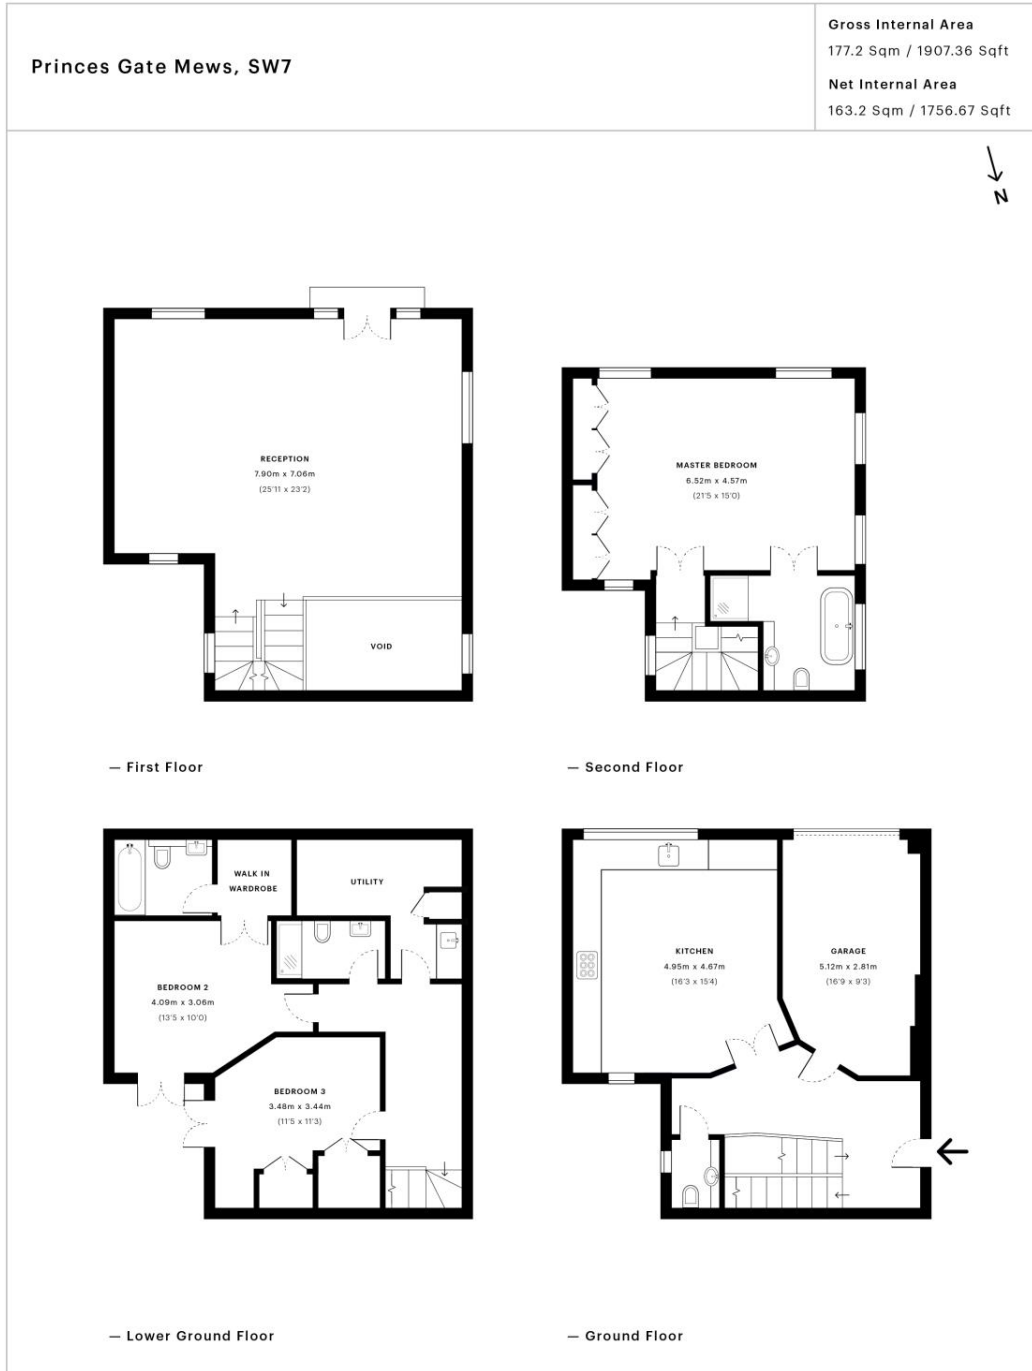 Princes Gate Mews, SW7
Gross Internal Area
177.2 Sqm / 1907.36 Sqft
Net Internal Area
163.2 Sqm / 1756.67 Sqft
N
RECEPTION
7.90m x 7.06m
(25'11 x 23'2)
VOID
MASTER BEDROOM
6.52m x 4.57m
(21'5 x 15'0)
— First Floor
— Second Floor
WALK IN
WARDROBE
UTILITY
BEDROOM 2
4.09m x 3.06m
(13'5 x 10'0)
BEDROOM 3
3.48m x 3.44m
(11'5 x 11'3)
KITCHEN
4.95m x 4.67m
(16'3 x 15'4)
GARAGE
5.12m x 2.81m
(16'9 x 9'3)
— Lower Ground Floor
— Ground Floor